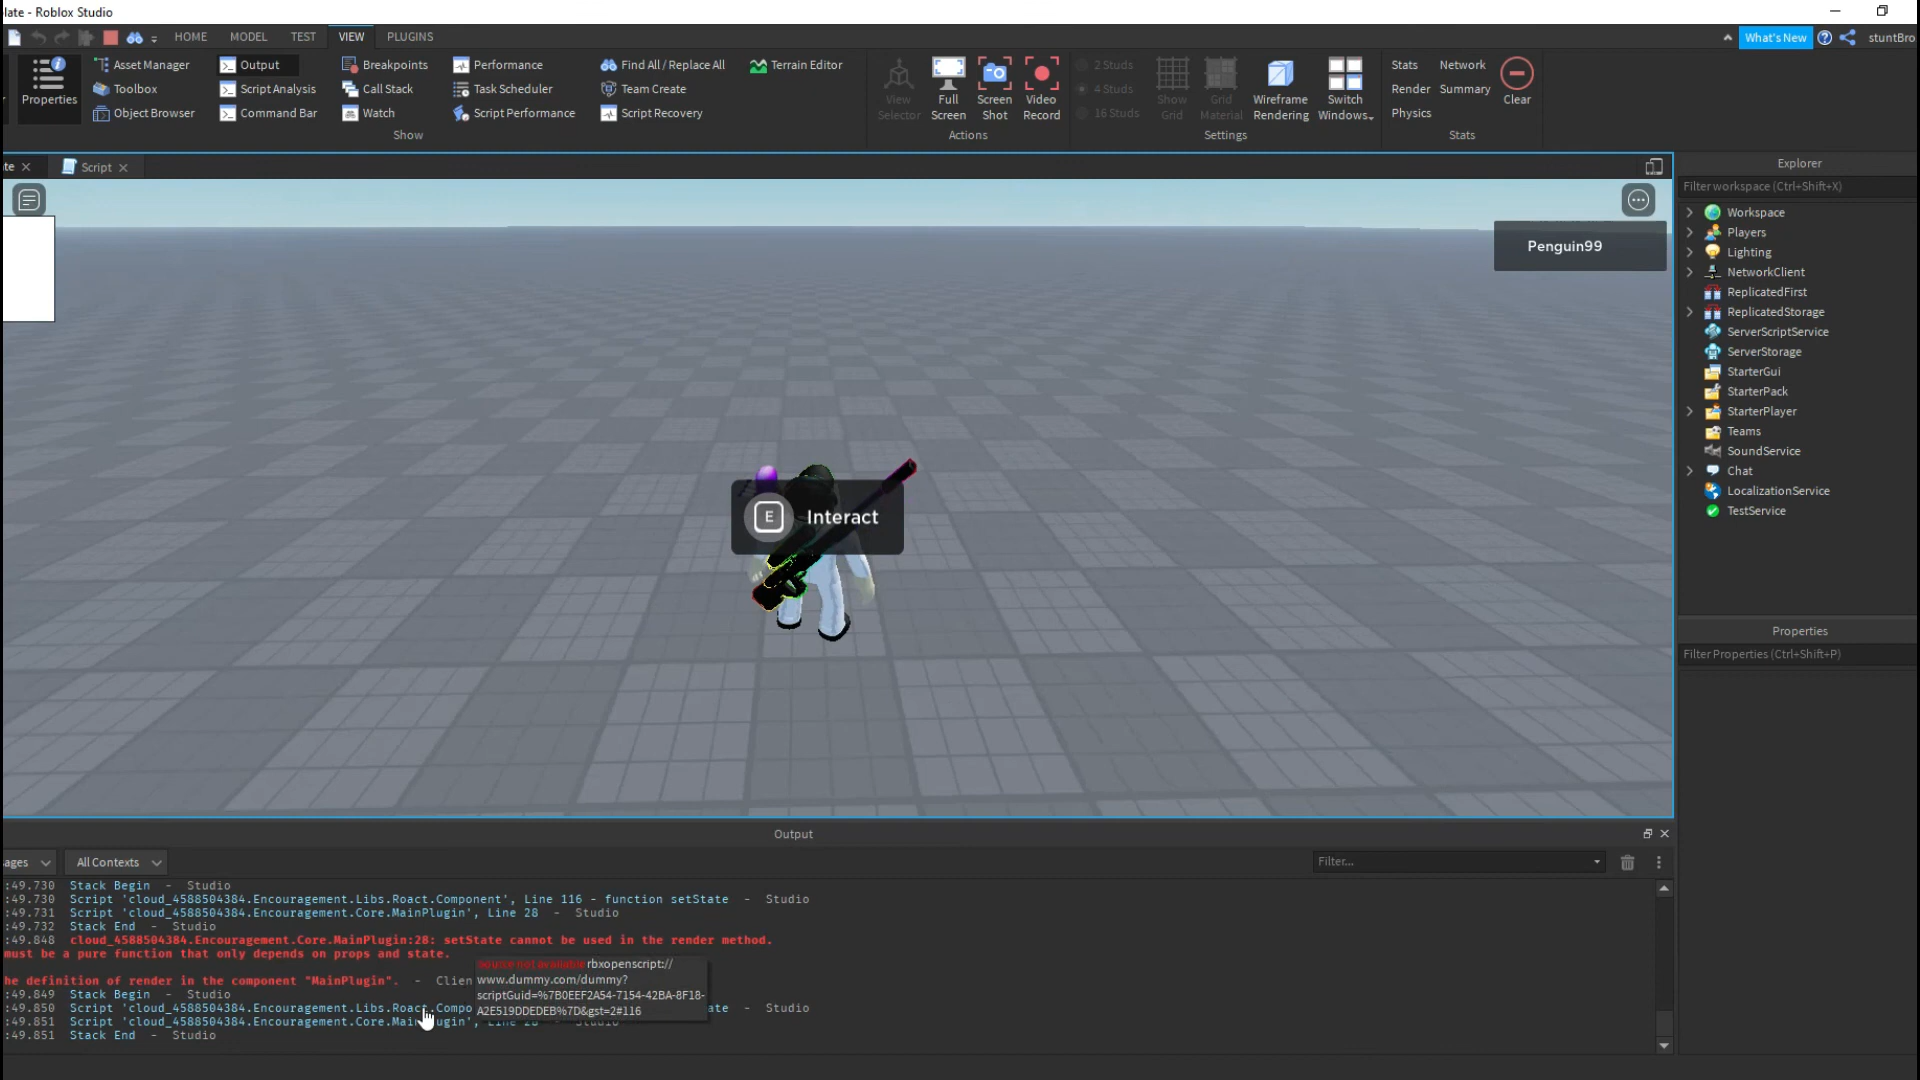 late - Roblox Studio
HOME MODEL TEST VIEW PLUGINS What's New stuntBro
Properties
Asset Manager
Toolbox
Object Browser
Output
Script Analysis
Command Bar
Breakpoints
Call Stack
Watch
Performance
Task Scheduler
Script Performance
Find All / Replace All
Team Create
Script Recovery
Terrain Editor
Show
View Selector
Full Screen
Screen Shot
Video Record
Actions
2 Studs
4 Studs
16 Studs
Show Grid
Grid Material
Wireframe Rendering
Switch Windows
Settings
Stats Network
Render Summary
Physics
Clear
Stats
te Script
Explorer
Filter workspace (Ctrl+Shift+X)
Workspace
Players
Lighting
NetworkClient
ReplicatedFirst
ReplicatedStorage
ServerScriptService
ServerStorage
StarterGui
StarterPack
StarterPlayer
Teams
SoundService
Chat
LocalizationService
TestService
Penguin99
E Interact
Properties
Filter Properties (Ctrl+Shift+P)
Output
ages All Contexts Filter...
:49.730 Stack Begin - Studio
:49.730 Script 'cloud_4588504384.Encouragement.Libs.Roact.Component', Line 116 - function setState - Studio
:49.731 Script 'cloud_4588504384.Encouragement.Core.MainPlugin', Line 28 - Studio
:49.732 Stack End - Studio
:49.848 cloud_4588504384.Encouragement.Core.MainPlugin:28: setState cannot be used in the render method.
must be a pure function that only depends on props and state.
he definition of render in the component "MainPlugin". - Clien
:49.849 Stack Begin - Studio
:49.850 Script 'cloud_4588504384.Encouragement.Libs.Roact.Compo ate - Studio
:49.851 Script 'cloud_4588504384.Encouragement.Core.MainPlugin', Line 28 - Studio
:49.851 Stack End - Studio
source not available rbxopenscript://
www.dummy.com/dummy?
scriptGuid=%7B0EEF2A54-7154-42BA-8F18-
A2E519DDEDEB%7D&gst=2#116